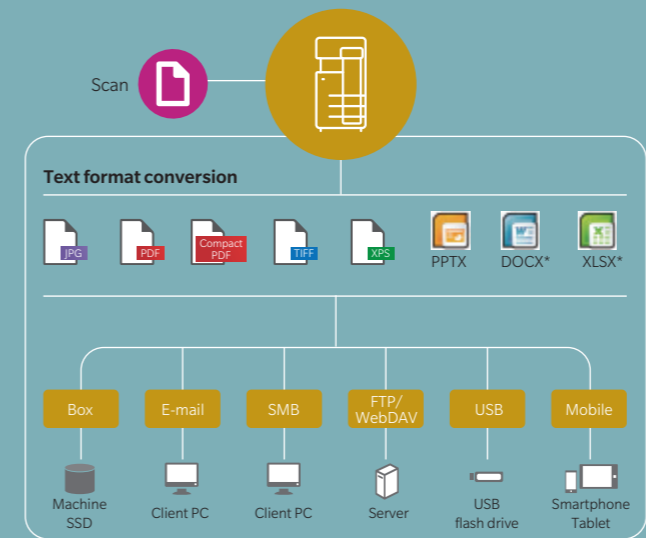 Scan
Text format conversion
JPG
PDF
Compact
PDF
TIFF
XPS
PPTX
DOCX*
XLSX*
Box
E-mail
SMB
FTP/
WebDAV
USB
Mobile
Machine
SSD
Client PC
Client PC
Server
USB
flash drive
Smartphone
Tablet